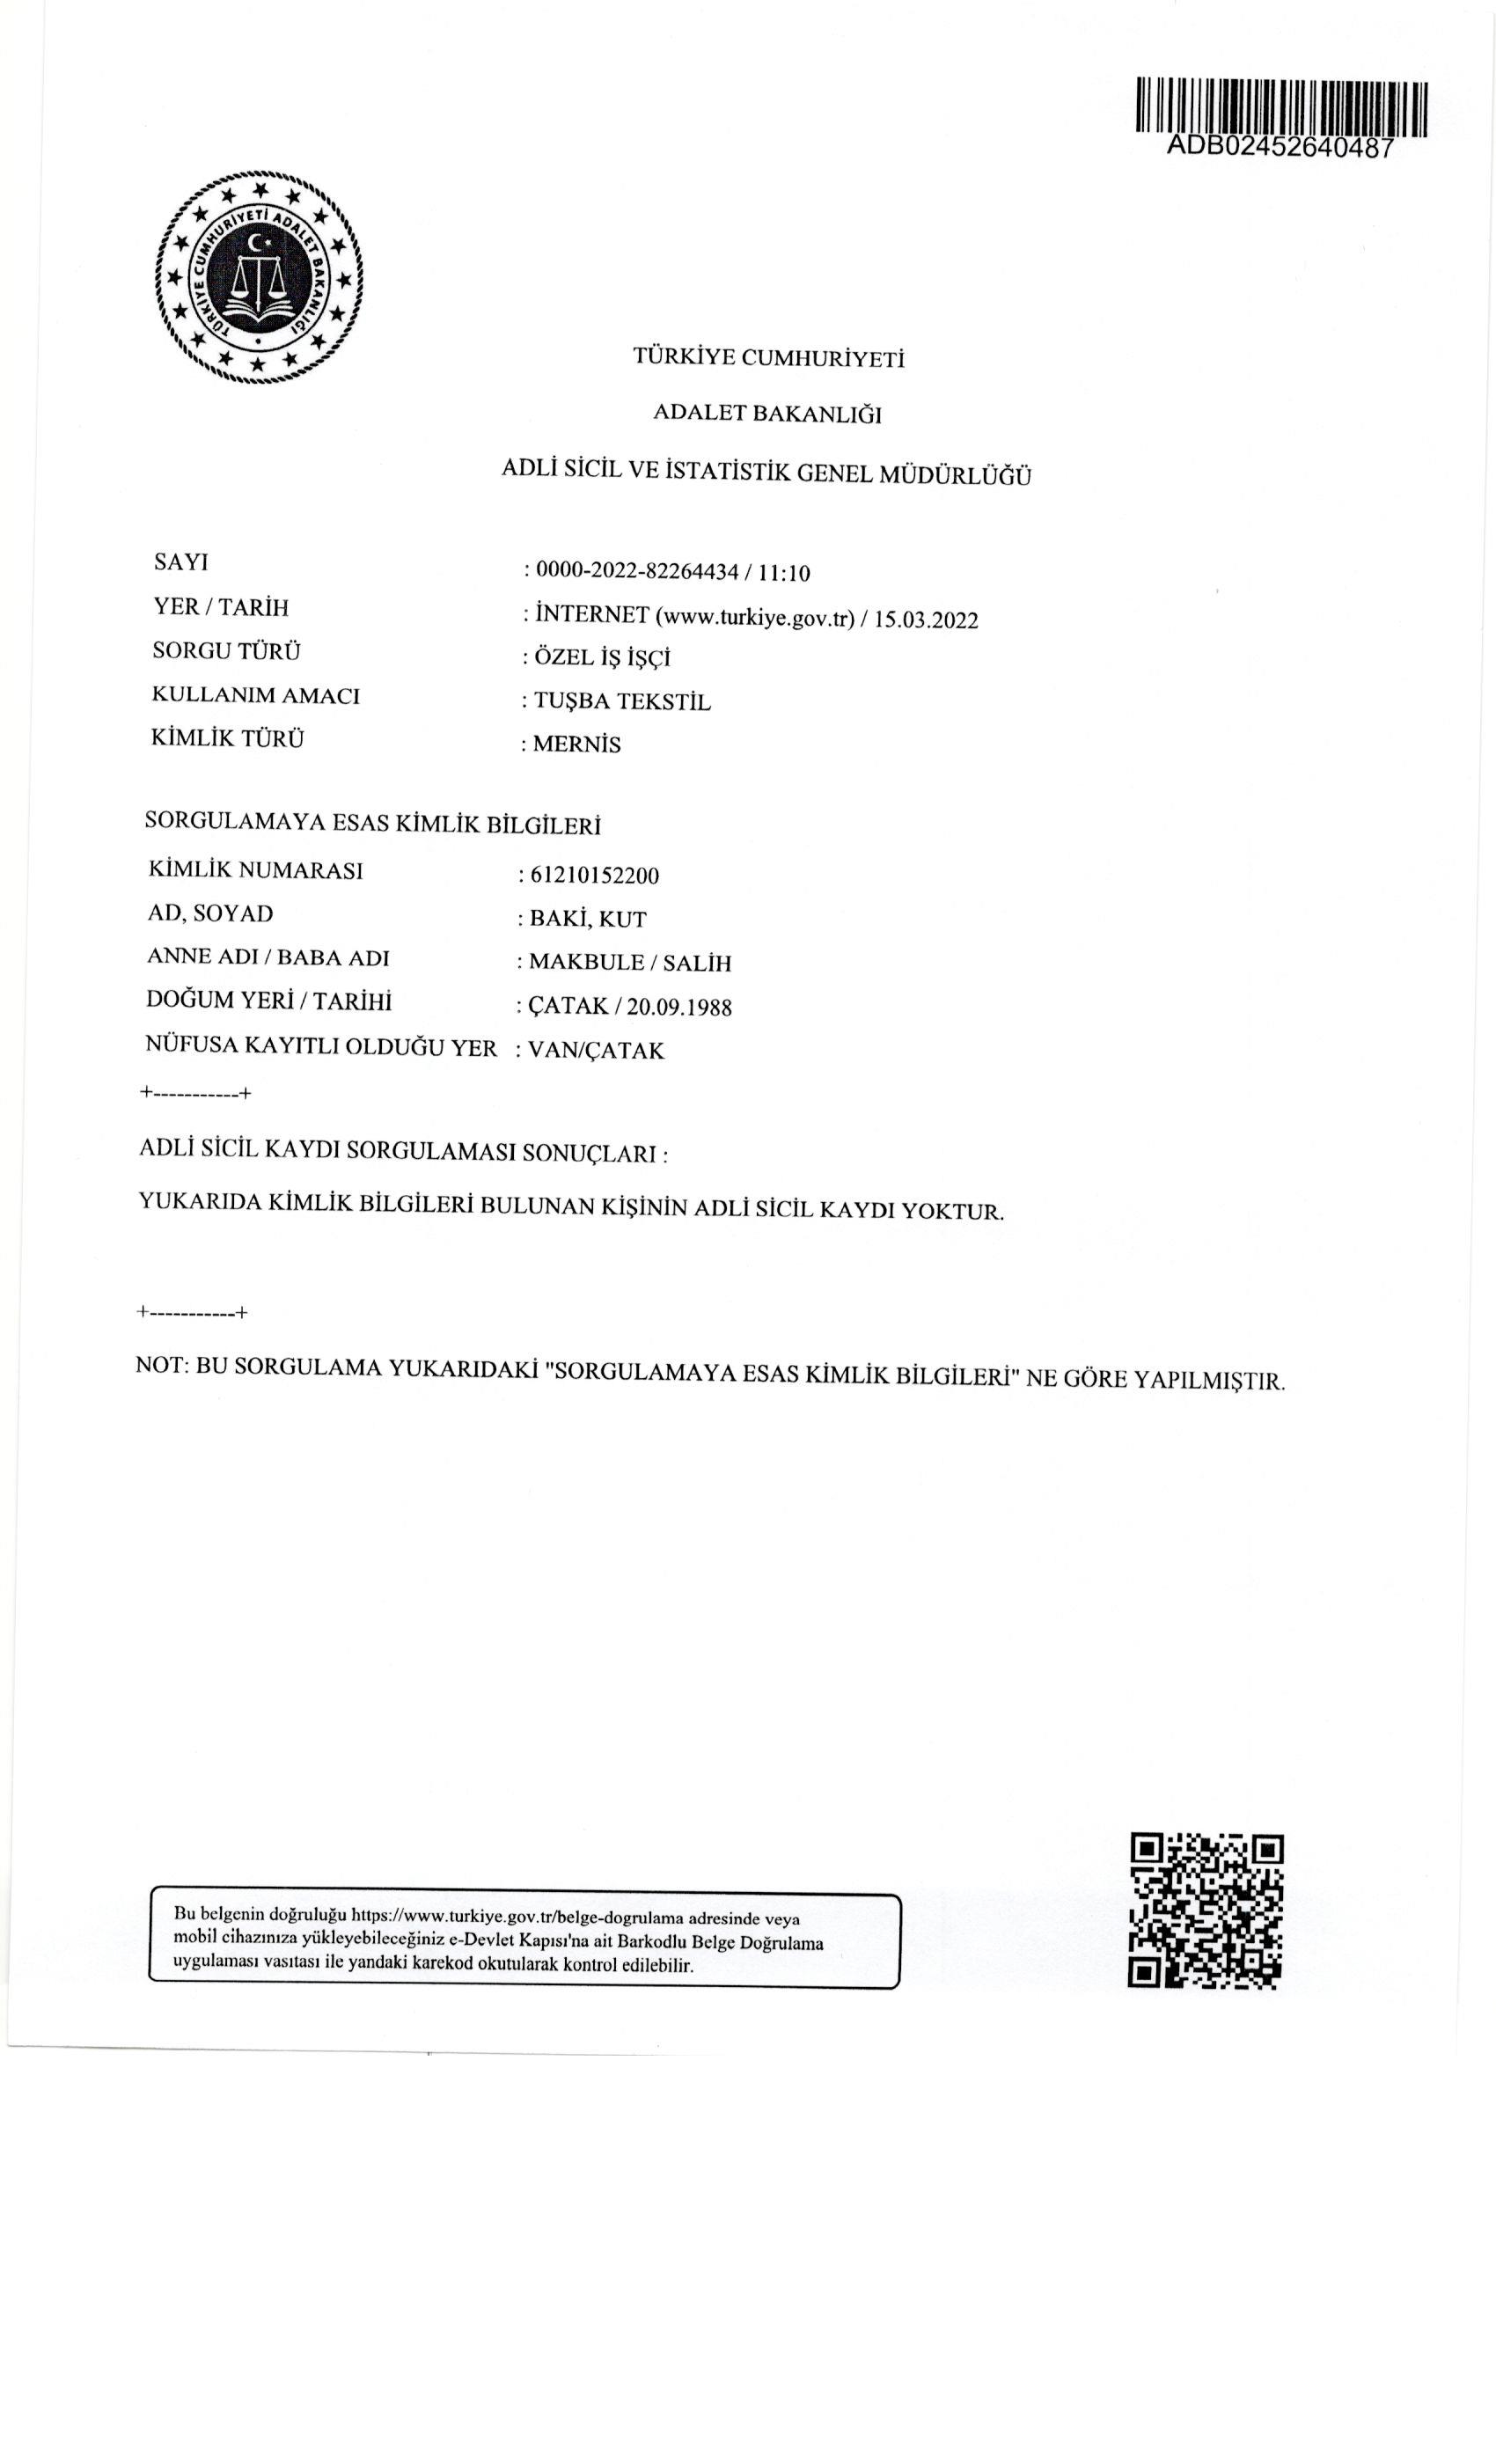 ADB02452640487
TÜRKİYE CUMHURİYETİ ADALET BAKANLIĞI
TÜRKİYE CUMHURİYETİ
ADALET BAKANLIĞI
ADLİ SİCİL VE İSTATİSTİK GENEL MÜDÜRLÜĞÜ
SAYI : 0000-2022-82264434 / 11:10
YER / TARİH : İNTERNET (www.turkiye.gov.tr) / 15.03.2022
SORGU TÜRÜ : ÖZEL İŞ İŞÇİ
KULLANIM AMACI : TUŞBA TEKSTİL
KİMLİK TÜRÜ : MERNİS
SORGULAMAYA ESAS KİMLİK BİLGİLERİ
KİMLİK NUMARASI : 61210152200
AD, SOYAD : BAKİ, KUT
ANNE ADI / BABA ADI : MAKBULE / SALİH
DOĞUM YERİ / TARİHİ : ÇATAK / 20.09.1988
NÜFUSA KAYITLI OLDUĞU YER : VAN/ÇATAK
+-----------+
ADLİ SİCİL KAYDI SORGULAMASI SONUÇLARI :
YUKARIDA KİMLİK BİLGİLERİ BULUNAN KİŞİNİN ADLİ SİCİL KAYDI YOKTUR.
+-----------+
NOT: BU SORGULAMA YUKARIDAKİ "SORGULAMAYA ESAS KİMLİK BİLGİLERİ" NE GÖRE YAPILMIŞTIR.
Bu belgenin doğruluğu https://www.turkiye.gov.tr/belge-dogrulama adresinde veya
mobil cihazınıza yükleyebileceğiniz e-Devlet Kapısı'na ait Barkodlu Belge Doğrulama
uygulaması vasıtası ile yandaki karekod okutularak kontrol edilebilir.